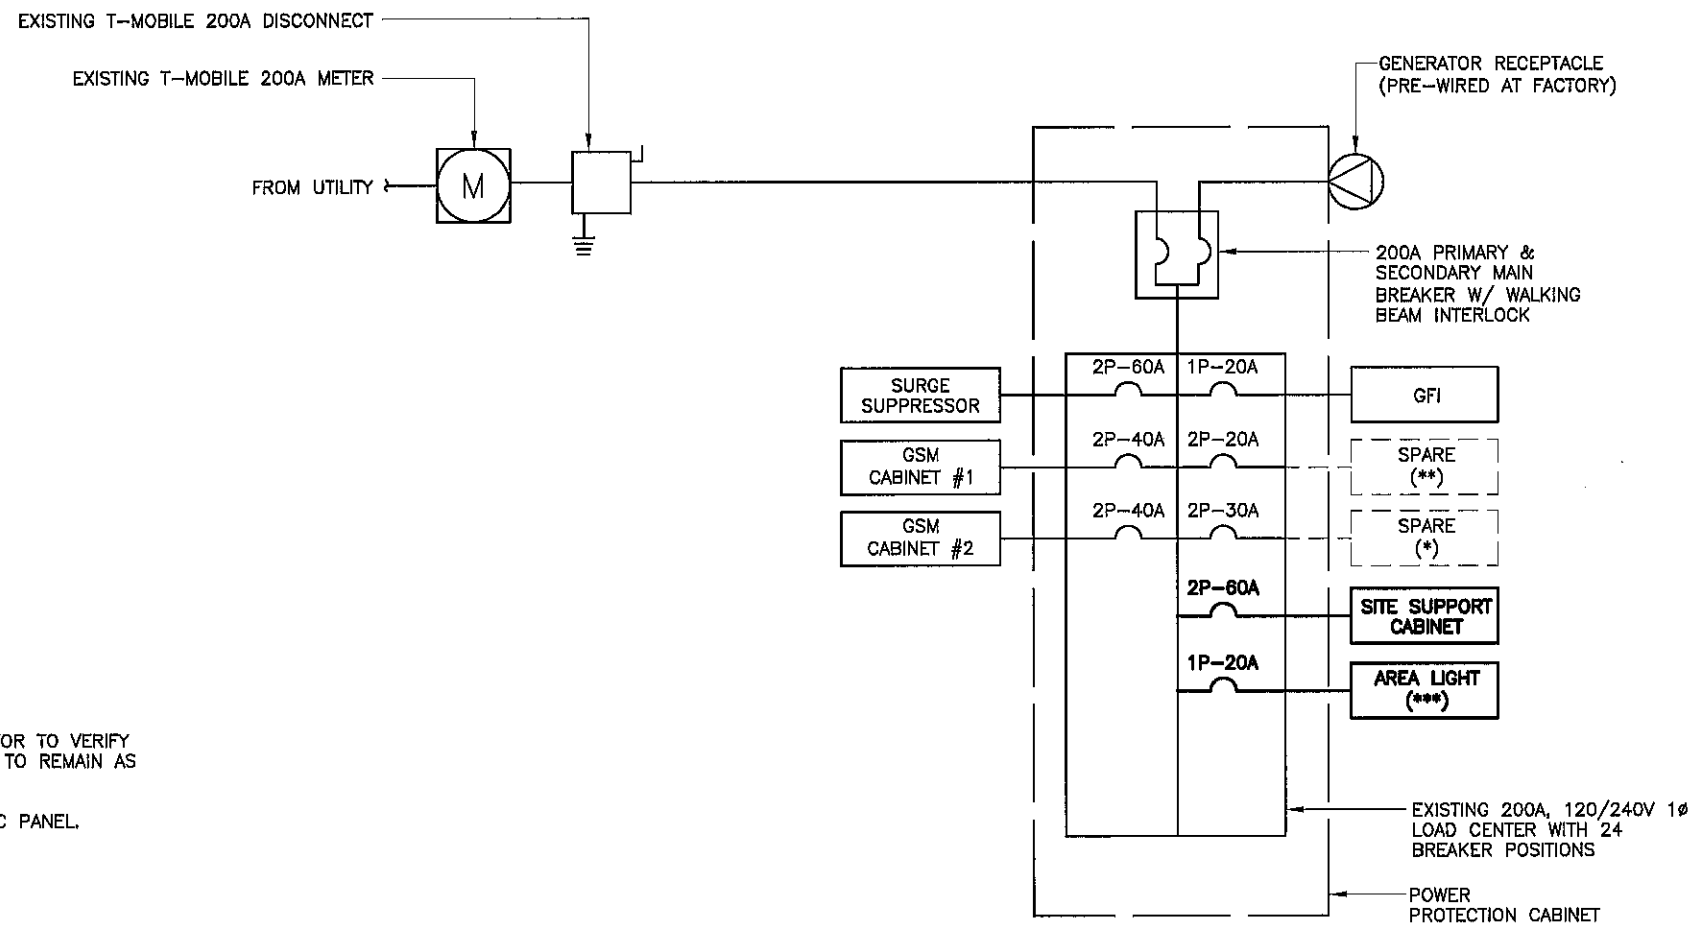 EXISTING T-MOBILE 200A DISCONNECT
EXISTING T-MOBILE 200A METER
FROM UTILITY
M
GENERATOR RECEPTACLE
(PRE-WIRED AT FACTORY)
200A PRIMARY &
SECONDARY MAIN
BREAKER W/ WALKING
BEAM INTERLOCK
2P-60A
1P-20A
SURGE
SUPPRESSOR
GFI
2P-40A
2P-20A
GSM
CABINET #1
SPARE
(**)
2P-40A
2P-30A
GSM
CABINET #2
SPARE
(*)
2P-60A
SITE SUPPORT
CABINET
1P-20A
AREA LIGHT
(***)
OR TO VERIFY
TO REMAIN AS
C PANEL.
EXISTING 200A, 120/240V 1ø
LOAD CENTER WITH 24
BREAKER POSITIONS
POWER
PROTECTION CABINET